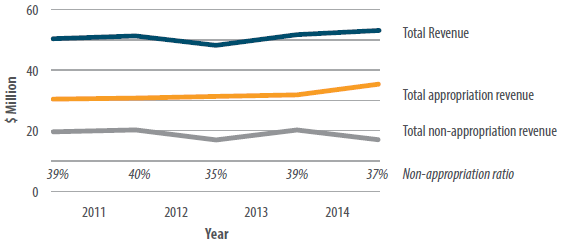 60
Total Revenue
40
$ Million
Total appropriation revenue
20
Total non-appropriation revenue
39% 40% 35% 39% 37% Non-appropriation ratio
0
2011 2012 2013 2014
Year